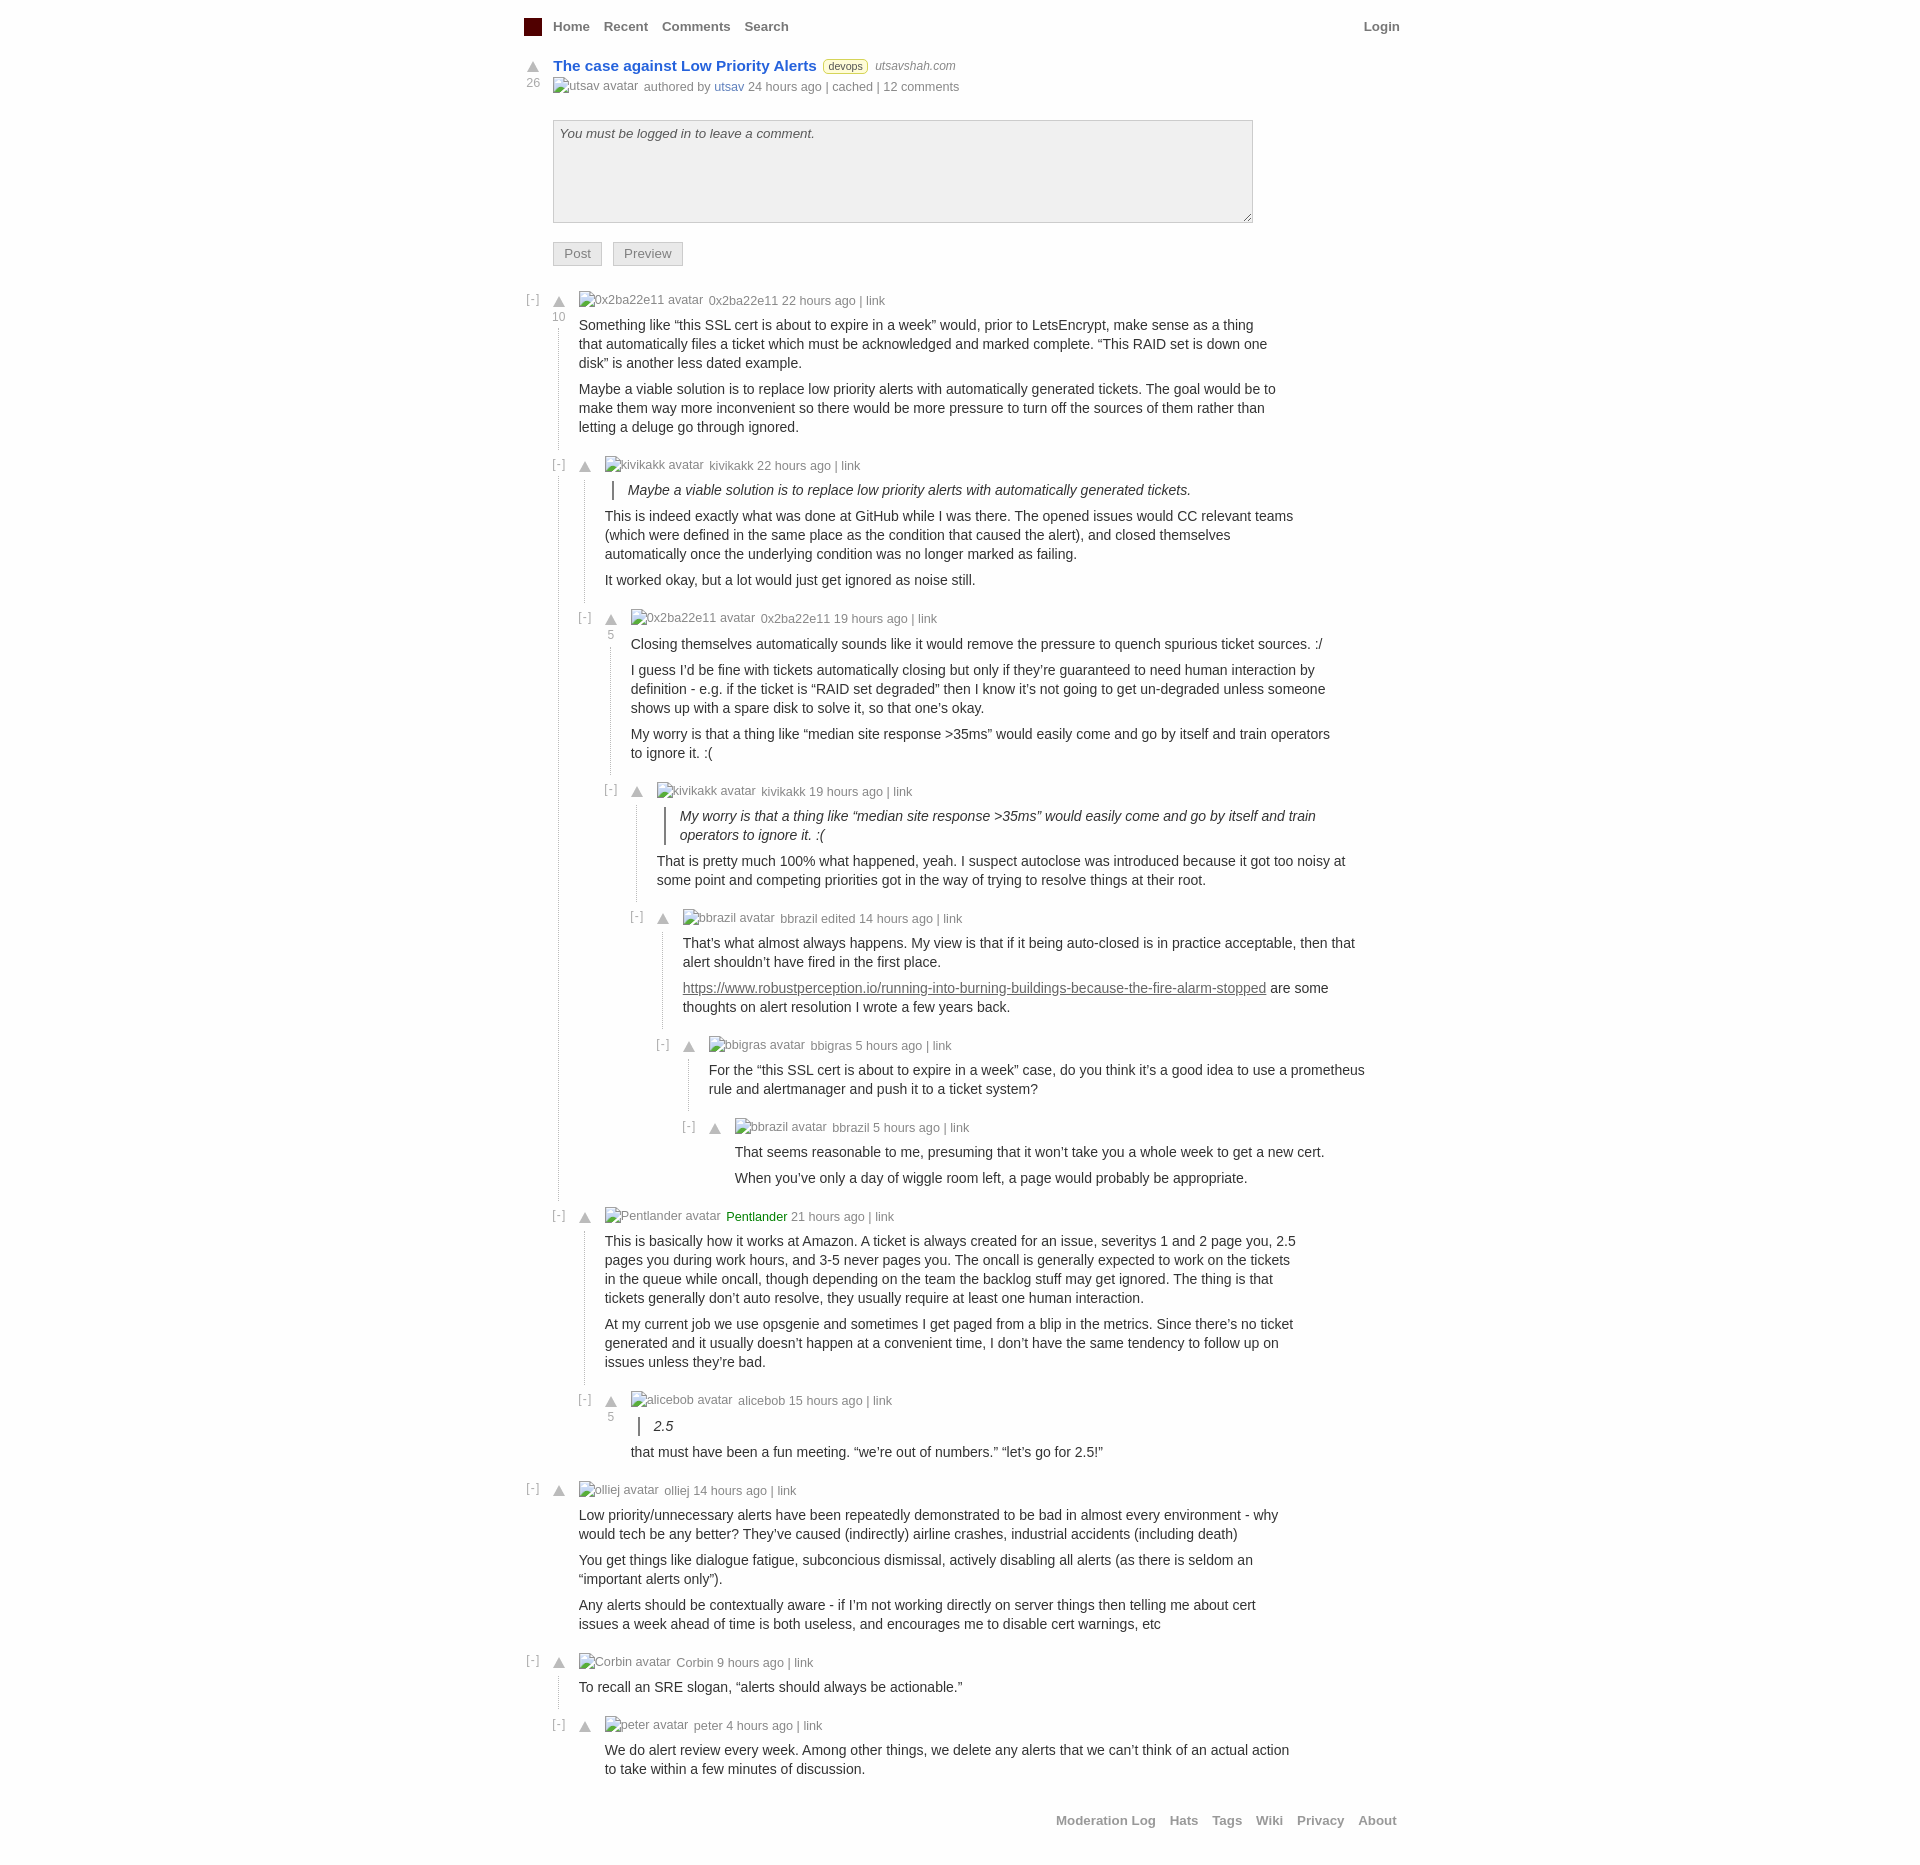 Home Recent Comments Search Login
The case against Low Priority Alerts devops utsavshah.com
26
utsav avatar authored by utsav 24 hours ago | cached | 12 comments
You must be logged in to leave a comment.
Post Preview
[-] 0x2ba22e11 avatar 0x2ba22e11 22 hours ago | link
10
Something like “this SSL cert is about to expire in a week” would, prior to LetsEncrypt, make sense as a thing
that automatically files a ticket which must be acknowledged and marked complete. “This RAID set is down one
disk” is another less dated example.
Maybe a viable solution is to replace low priority alerts with automatically generated tickets. The goal would be to
make them way more inconvenient so there would be more pressure to turn off the sources of them rather than
letting a deluge go through ignored.
[-] kivikakk avatar kivikakk 22 hours ago | link
Maybe a viable solution is to replace low priority alerts with automatically generated tickets.
This is indeed exactly what was done at GitHub while I was there. The opened issues would CC relevant teams
(which were defined in the same place as the condition that caused the alert), and closed themselves
automatically once the underlying condition was no longer marked as failing.
It worked okay, but a lot would just get ignored as noise still.
[-] 0x2ba22e11 avatar 0x2ba22e11 19 hours ago | link
5
Closing themselves automatically sounds like it would remove the pressure to quench spurious ticket sources. :/
I guess I’d be fine with tickets automatically closing but only if they’re guaranteed to need human interaction by
definition - e.g. if the ticket is “RAID set degraded” then I know it’s not going to get un-degraded unless someone
shows up with a spare disk to solve it, so that one’s okay.
My worry is that a thing like “median site response >35ms” would easily come and go by itself and train operators
to ignore it. :(
[-] kivikakk avatar kivikakk 19 hours ago | link
My worry is that a thing like “median site response >35ms” would easily come and go by itself and train
operators to ignore it. :(
That is pretty much 100% what happened, yeah. I suspect autoclose was introduced because it got too noisy at
some point and competing priorities got in the way of trying to resolve things at their root.
[-] bbrazil avatar bbrazil edited 14 hours ago | link
That’s what almost always happens. My view is that if it being auto-closed is in practice acceptable, then that
alert shouldn’t have fired in the first place.
https://www.robustperception.io/running-into-burning-buildings-because-the-fire-alarm-stopped are some
thoughts on alert resolution I wrote a few years back.
[-] bbigras avatar bbigras 5 hours ago | link
For the “this SSL cert is about to expire in a week” case, do you think it’s a good idea to use a prometheus
rule and alertmanager and push it to a ticket system?
[-] bbrazil avatar bbrazil 5 hours ago | link
That seems reasonable to me, presuming that it won’t take you a whole week to get a new cert.
When you’ve only a day of wiggle room left, a page would probably be appropriate.
[-] Pentlander avatar Pentlander 21 hours ago | link
This is basically how it works at Amazon. A ticket is always created for an issue, severitys 1 and 2 page you, 2.5
pages you during work hours, and 3-5 never pages you. The oncall is generally expected to work on the tickets
in the queue while oncall, though depending on the team the backlog stuff may get ignored. The thing is that
tickets generally don’t auto resolve, they usually require at least one human interaction.
At my current job we use opsgenie and sometimes I get paged from a blip in the metrics. Since there’s no ticket
generated and it usually doesn’t happen at a convenient time, I don’t have the same tendency to follow up on
issues unless they’re bad.
[-] alicebob avatar alicebob 15 hours ago | link
5
2.5
that must have been a fun meeting. “we’re out of numbers.” “let’s go for 2.5!”
[-] olliej avatar olliej 14 hours ago | link
Low priority/unnecessary alerts have been repeatedly demonstrated to be bad in almost every environment - why
would tech be any better? They’ve caused (indirectly) airline crashes, industrial accidents (including death)
You get things like dialogue fatigue, subconcious dismissal, actively disabling all alerts (as there is seldom an
“important alerts only”).
Any alerts should be contextually aware - if I’m not working directly on server things then telling me about cert
issues a week ahead of time is both useless, and encourages me to disable cert warnings, etc
[-] Corbin avatar Corbin 9 hours ago | link
To recall an SRE slogan, “alerts should always be actionable.”
[-] peter avatar peter 4 hours ago | link
We do alert review every week. Among other things, we delete any alerts that we can’t think of an actual action
to take within a few minutes of discussion.
Moderation Log Hats Tags Wiki Privacy About